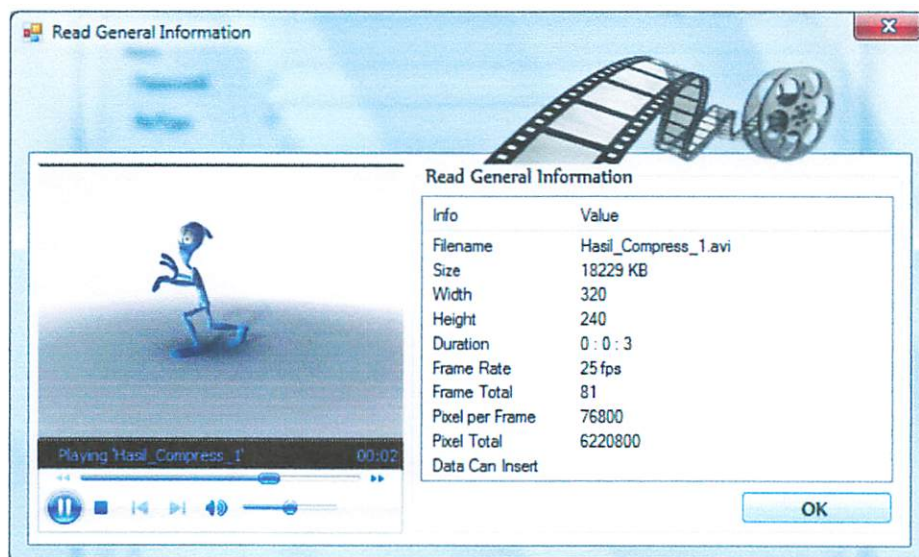 Read General Information
Read General Information
Info Value
Filename Hasil_Compress_1.avi
Size 18229 KB
Width 320
Height 240
Duration 0 : 0 : 3
Frame Rate 25 fps
Frame Total 81
Pixel per Frame 76800
Pixel Total 6220800
Data Can Insert
Playing 'Hasil_Compress_1' 00:02
OK